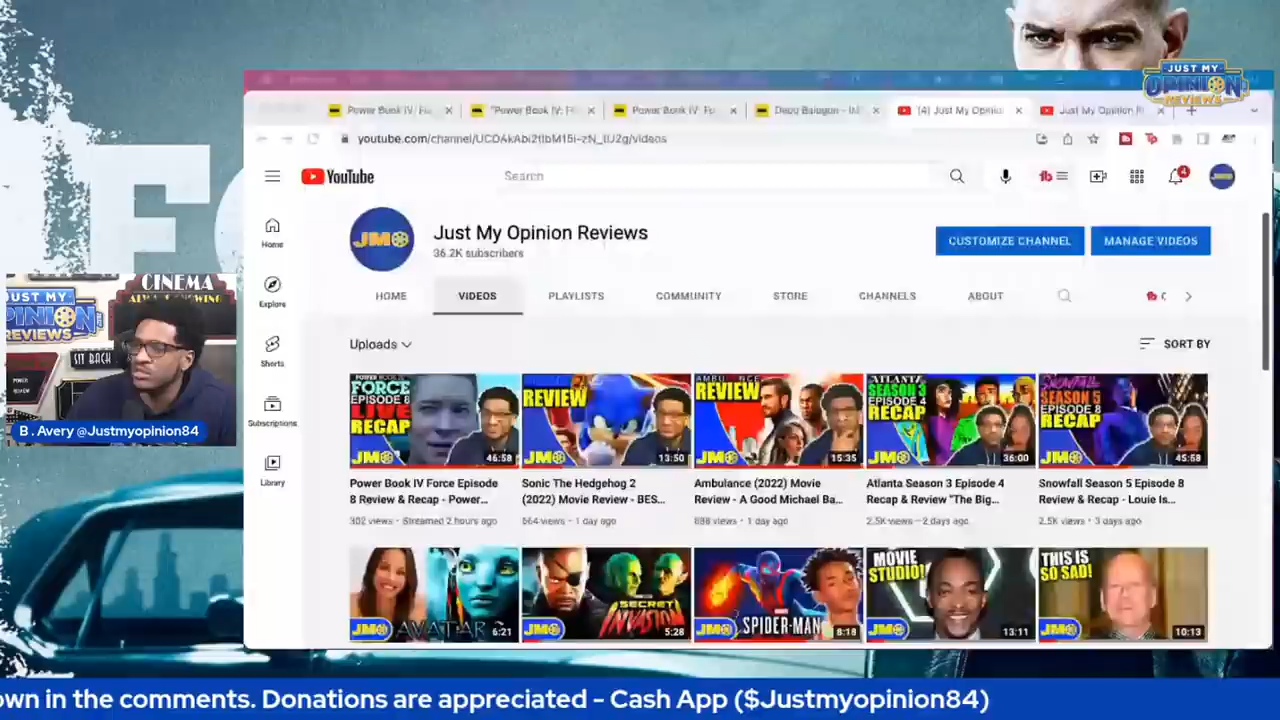 JUST MY
OPINION
REVIEWS
Power Book IV: Fo
"Power Book IV: F
Power Book IV: Fo
(4) Just My Opinio
Just My Opinion R
YouTube
Search
4
Home
Explore
Shorts
Subscriptions
Library
JMO
Just My Opinion Reviews
36.2K subscribers
CUSTOMIZE CHANNEL
MANAGE VIDEOS
HOME
VIDEOS
PLAYLISTS
COMMUNITY
STORE
CHANNELS
ABOUT
Uploads
SORT BY
FORCE
EPISODE 8
LIVE
RECAP
JMO
46:58
REVIEW
JMO
13:50
REVIEW
JMO
15:35
ATLANTA
SEASON 3
EPISODE 4
RECAP
JMO
36:00
SNOWFALL
SEASON 5
EPISODE 8
RECAP
JMO
45:58
Power Book IV Force Episode
8 Review & Recap - Power...
302 views • Streamed 2 hours ago
Sonic The Hedgehog 2
(2022) Movie Review - BES...
664 views • 1 day ago
Ambulance (2022) Movie
Review - A Good Michael Ba...
888 views • 1 day ago
Atlanta Season 3 Episode 4
Recap & Review "The Big...
2.5K views • 2 days ago
Snowfall Season 5 Episode 8
Review & Recap - Louie Is...
2.5K views • 3 days ago
JMO
AVATAR 2
6:21
JMO
SECRET
INVASION
5:28
JMO
SPIDER-MAN
8:18
MOVIE
STUDIO!
JMO
13:11
THIS IS
SO SAD!
JMO
10:13
CINEMA
JUST MY
OPINION
REVIEWS
SIT BACK
B . Avery @Justmyopinion84
own in the comments. Donations are appreciated - Cash App ($Justmyopinion84)